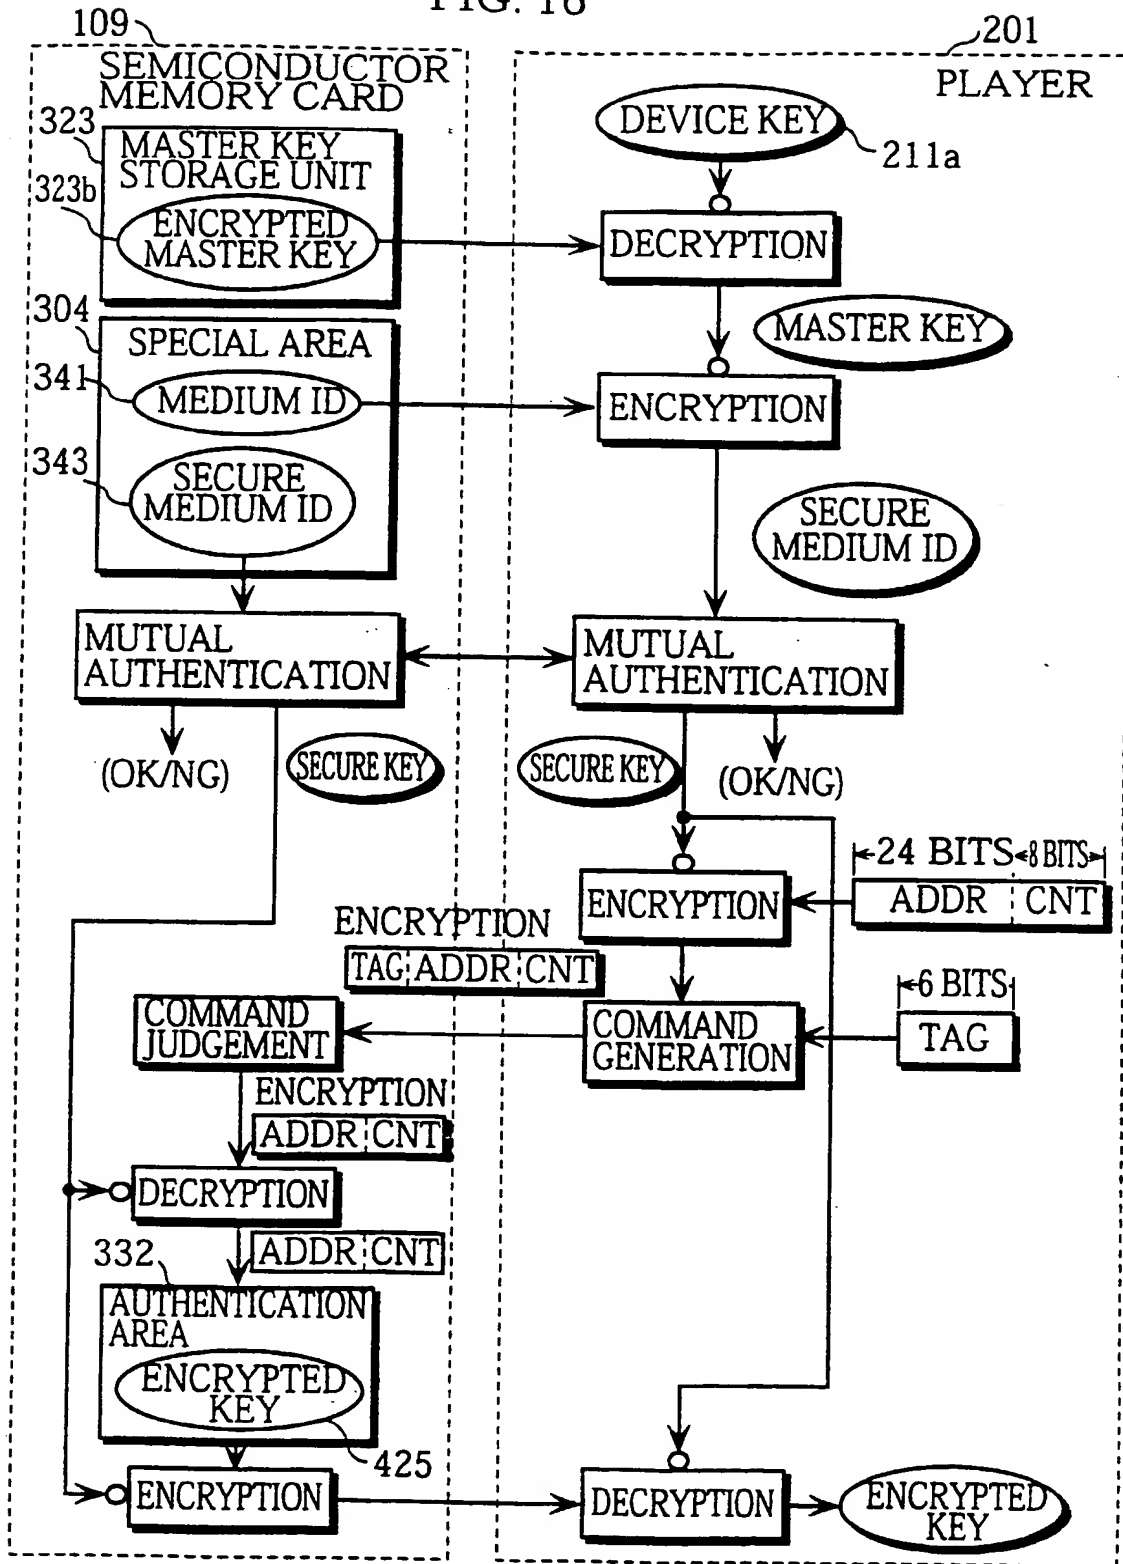 FIG. 16
109
201
SEMICONDUCTOR
MEMORY CARD
PLAYER
323
MASTER KEY
STORAGE UNIT
323b
ENCRYPTED
MASTER KEY
DEVICE KEY
211a
DECRYPTION
MASTER KEY
304
SPECIAL AREA
341
MEDIUM ID
ENCRYPTION
343
SECURE
MEDIUM ID
SECURE
MEDIUM ID
MUTUAL
AUTHENTICATION
MUTUAL
AUTHENTICATION
(OK/NG)
SECURE KEY
SECURE KEY
(OK/NG)
24 BITS
8 BITS
ENCRYPTION
ADDR CNT
ENCRYPTION
TAG ADDR CNT
6 BITS
COMMAND
JUDGEMENT
COMMAND
GENERATION
TAG
ENCRYPTION
ADDR CNT
DECRYPTION
ADDR CNT
332
AUTHENTICATION
AREA
ENCRYPTED
KEY
425
ENCRYPTION
DECRYPTION
ENCRYPTED
KEY